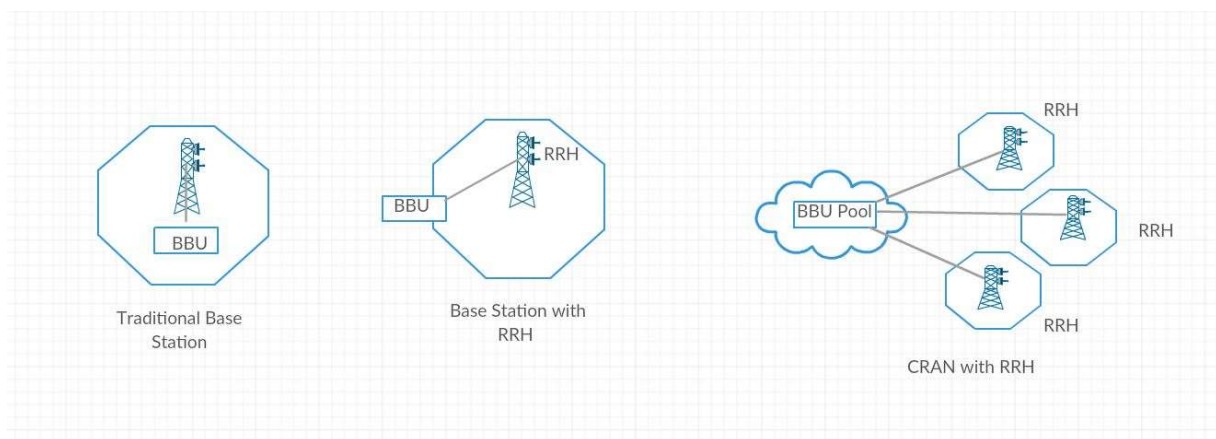 BBU
Traditional Base
Station
RRH
BBU
Base Station with
RRH
RRH
BBU Pool
RRH
RRH
CRAN with RRH